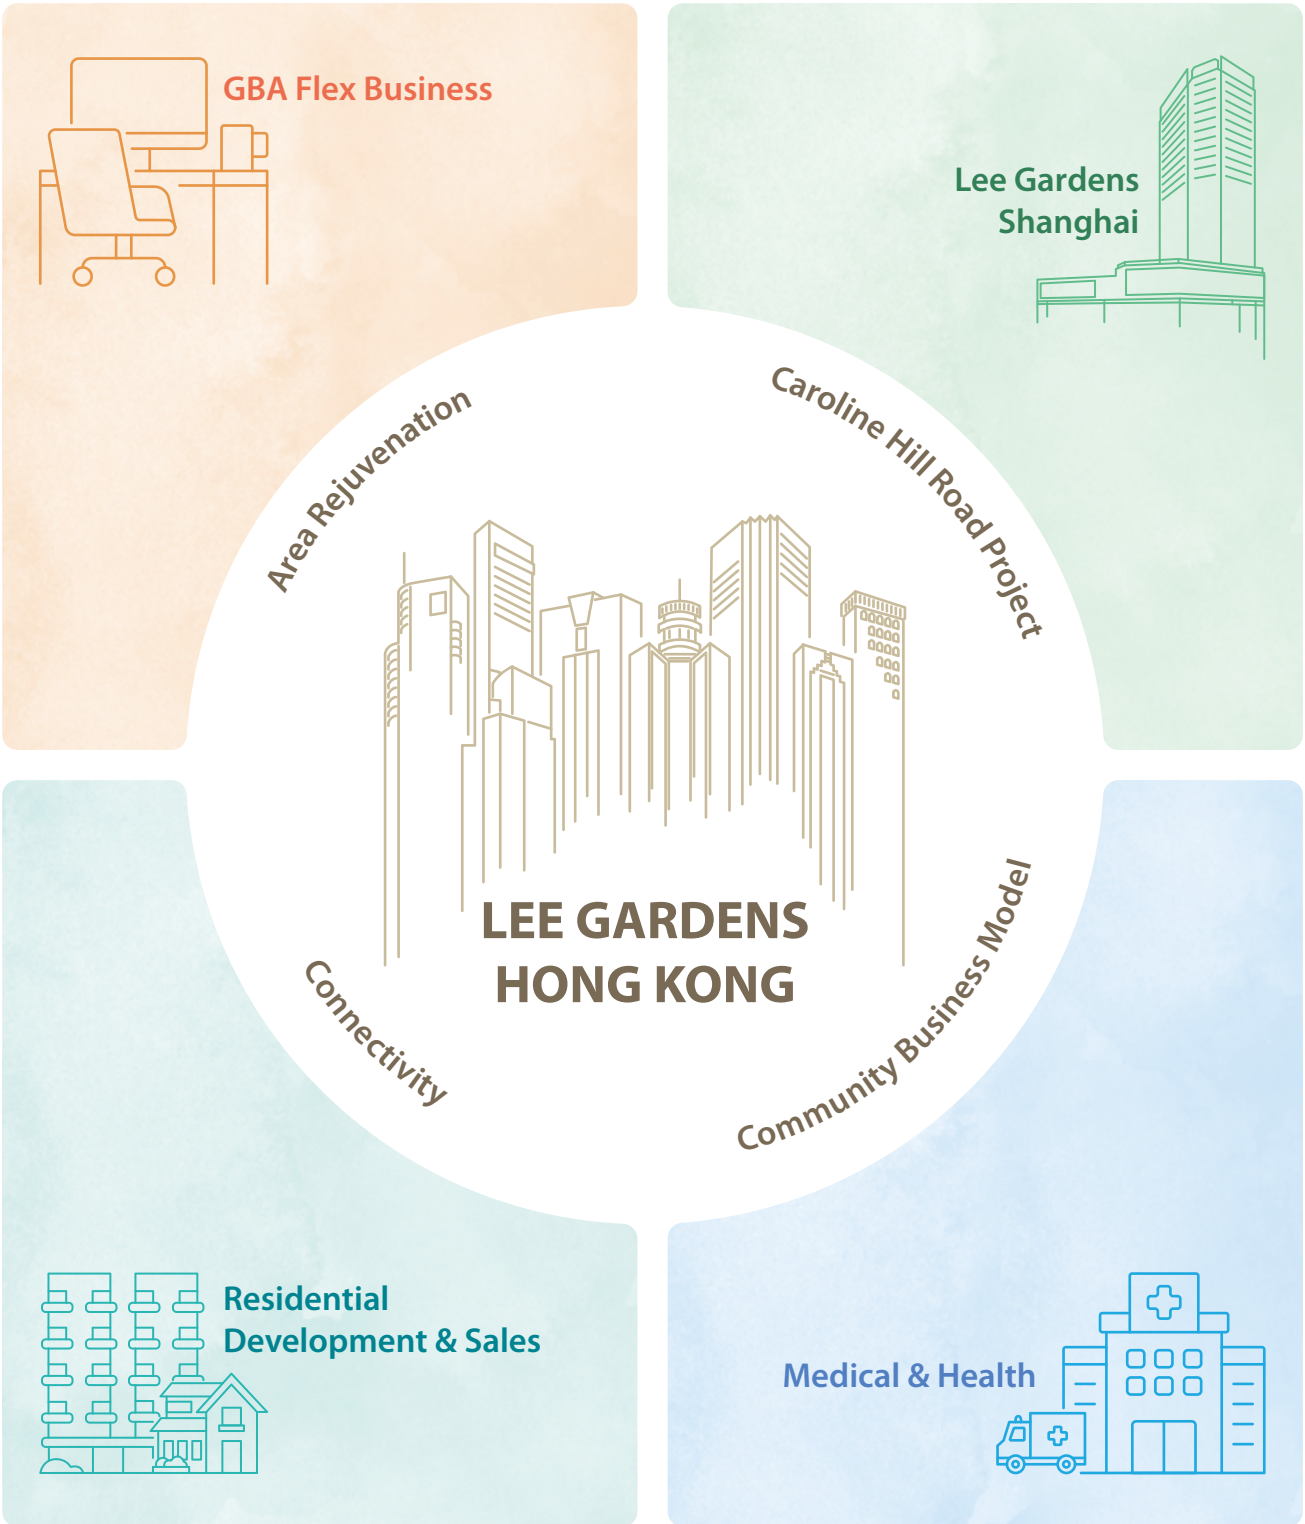 GBA Flex Business
Lee Gardens
Shanghai
Area Rejuvenation
Caroline Hill Road Project
LEE GARDENS
HONG KONG
Connectivity
Community Business Model
Residential
Development & Sales
Medical & Health